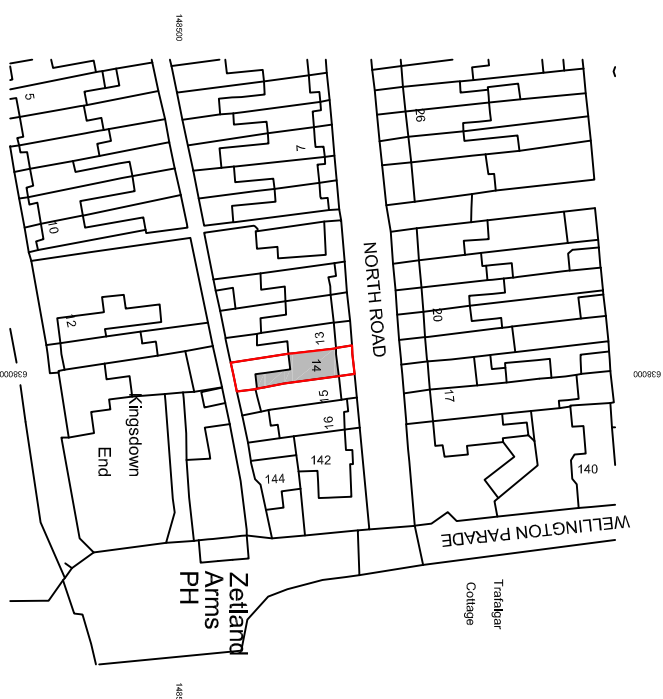 148500
5
26
7
10
NORTH ROAD
12
20
13
638000
14
638000
15
17
16
Kingsdown
End
142
140
144
WELLINGTON PARADE
Zetland
Arms
PH
Trafalgar
Cottage